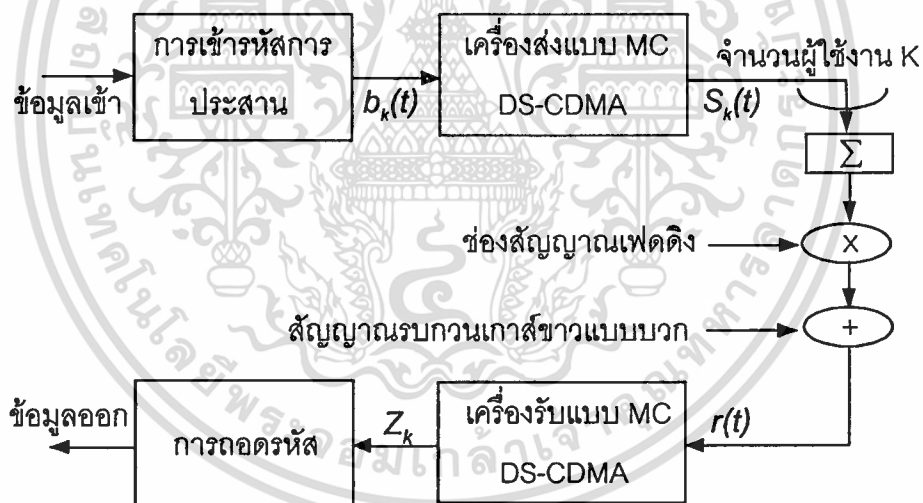 การเข้ารหัสการ
ประสาน
เครื่องส่งแบบ MC
DS-CDMA
จำนวนผู้ใช้งาน K
ข้อมูลเข้า
b_k(t)
S_k(t)
Σ
ช่องสัญญาณเฟดดิง
X
สัญญาณรบกวนเกาส์ขาวแบบบวก
+
ข้อมูลออก
การถอดรหัส
Z_k
เครื่องรับแบบ MC
DS-CDMA
r(t)